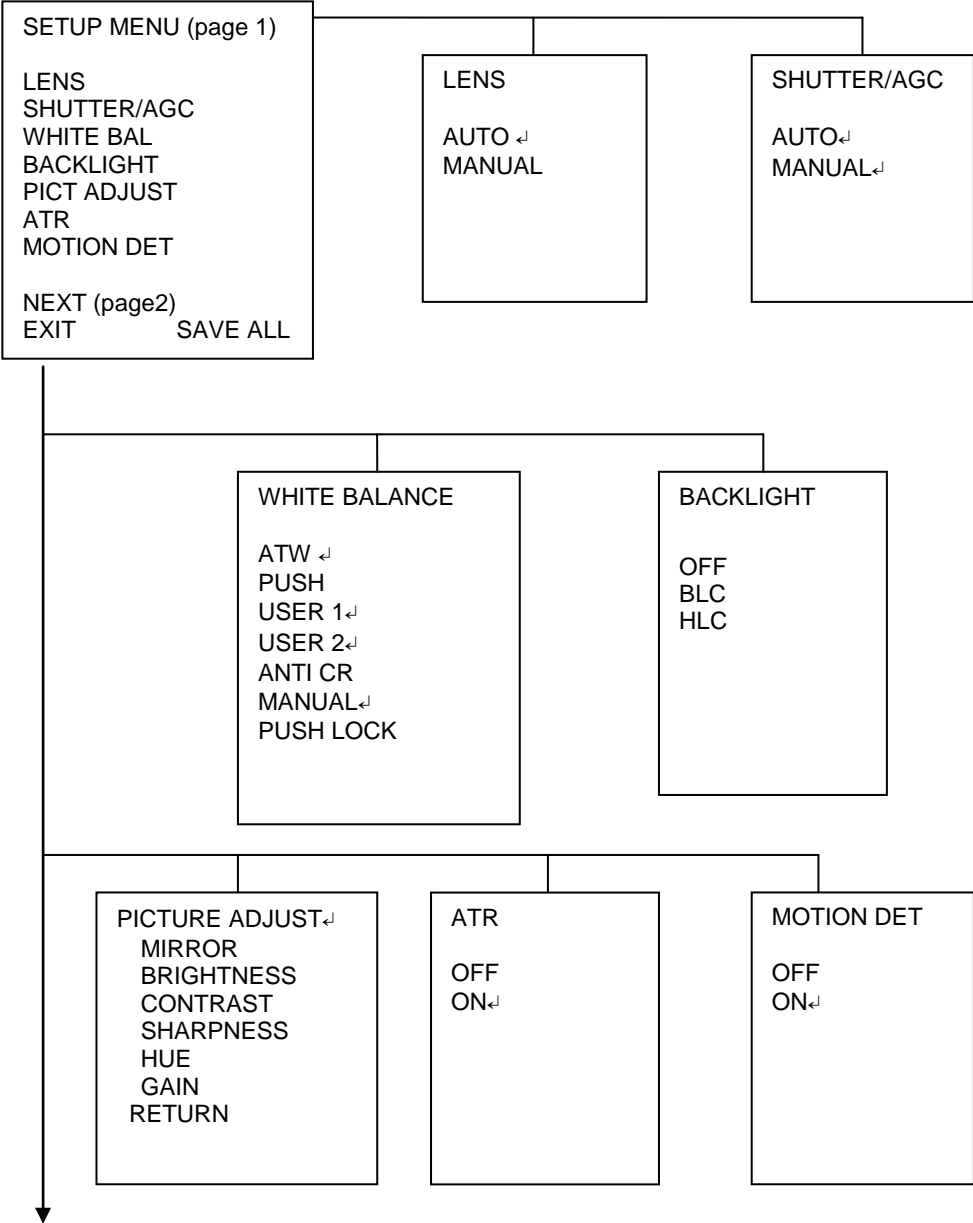 SETUP MENU (page 1)
LENS
SHUTTER/AGC
WHITE BAL
BACKLIGHT
PICT ADJUST
ATR
MOTION DET
NEXT (page2)
EXIT SAVE ALL
LENS
AUTO ↵
MANUAL
SHUTTER/AGC
AUTO↵
MANUAL↵
WHITE BALANCE
ATW ↵
PUSH
USER 1↵
USER 2↵
ANTI CR
MANUAL↵
PUSH LOCK
BACKLIGHT
OFF
BLC
HLC
PICTURE ADJUST↵
MIRROR
BRIGHTNESS
CONTRAST
SHARPNESS
HUE
GAIN
RETURN
ATR
OFF
ON↵
MOTION DET
OFF
ON↵